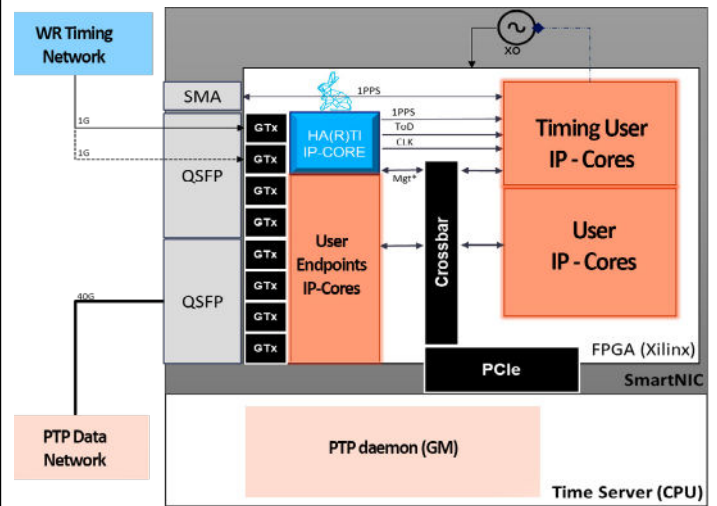 WR Timing
Network
XO
SMA
1PPS
1G
1G
QSFP
GTx
GTx
GTx
GTx
GTx
GTx
GTx
GTx
HA(R)TI
IP-CORE
1PPS
ToD
CLK
Mgt*
Timing User
IP - Cores
User
Endpoints
IP-Cores
Crossbar
User
IP - Cores
QSFP
40G
FPGA (Xilinx)
PCIe
SmartNIC
PTP Data
Network
PTP daemon (GM)
Time Server (CPU)